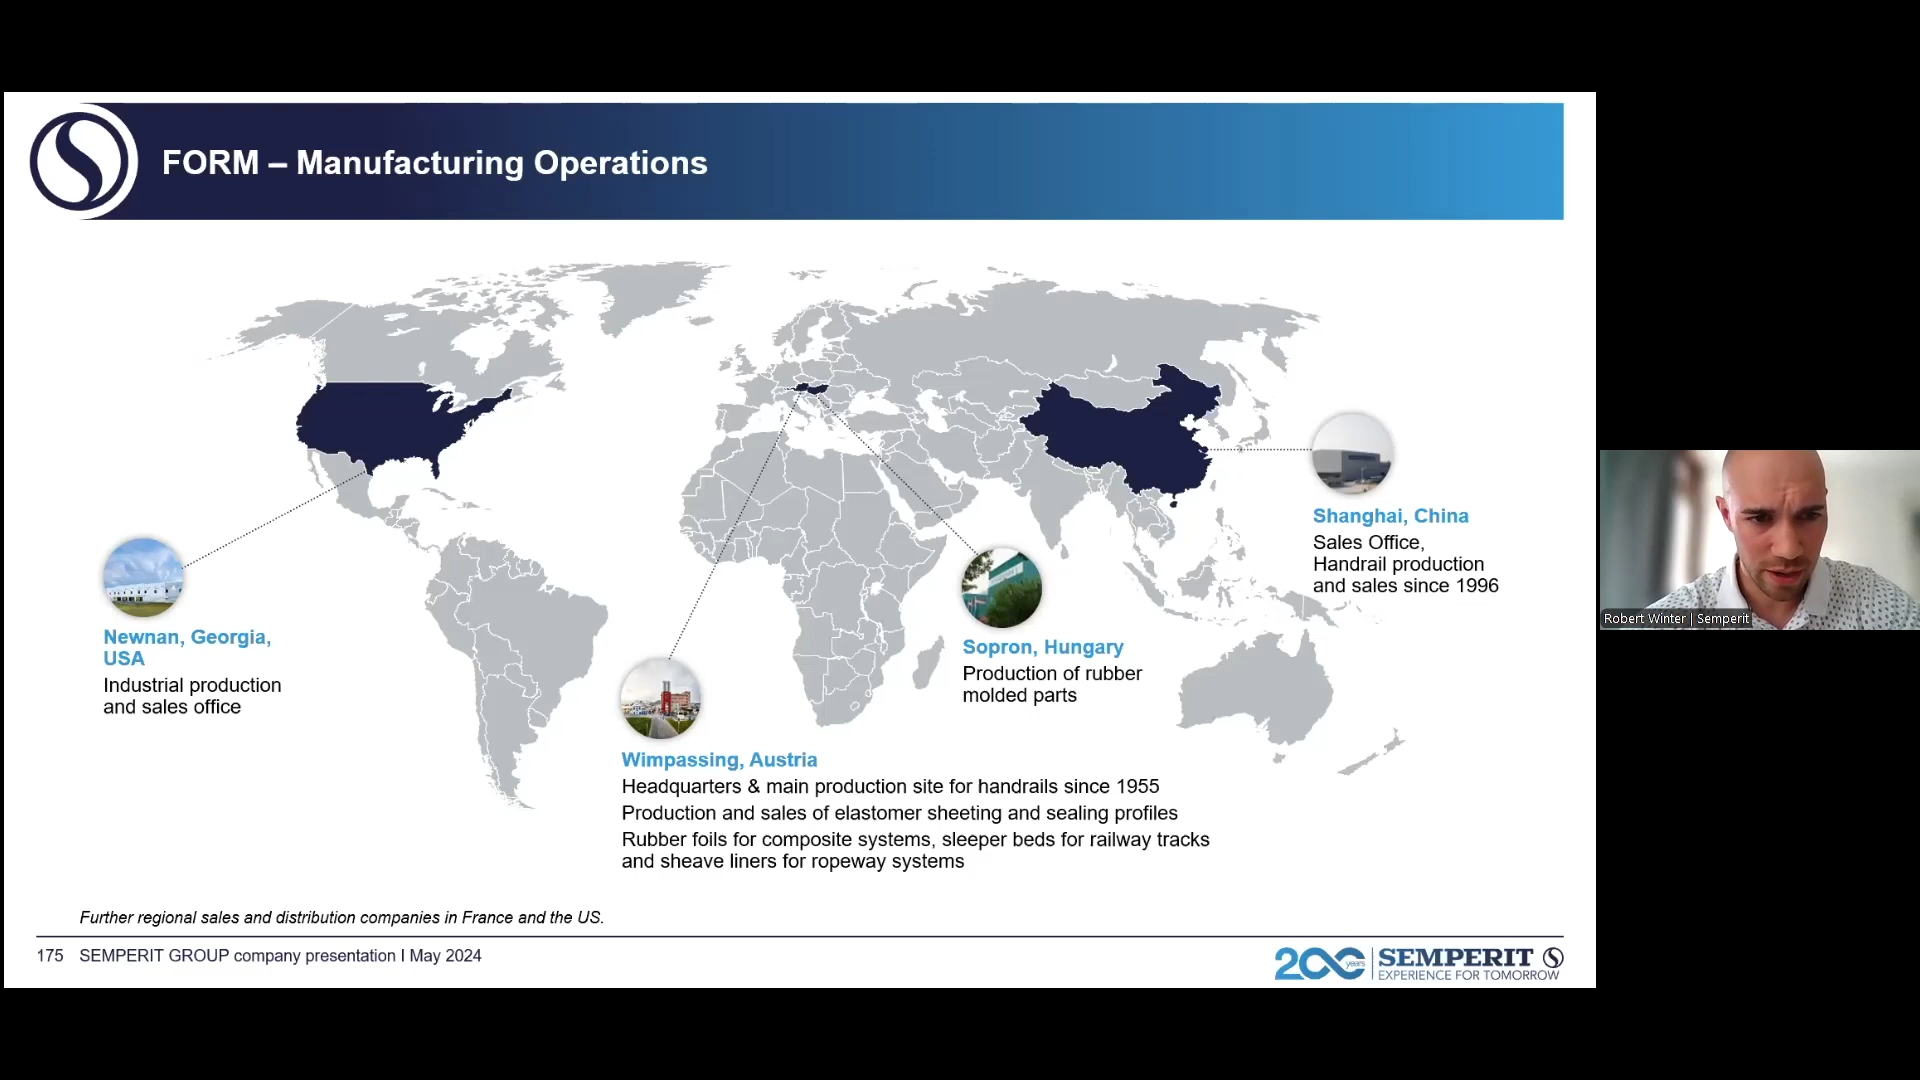 FORM – Manufacturing Operations
Newnan, Georgia,
USA
Industrial production
and sales office
Wimpassing, Austria
Headquarters & main production site for handrails since 1955
Production and sales of elastomer sheeting and sealing profiles
Rubber foils for composite systems, sleeper beds for railway tracks
and sheave liners for ropeway systems
Sopron, Hungary
Production of rubber
molded parts
Shanghai, China
Sales Office,
Handrail production
and sales since 1996
Robert Winter | Semperit
Further regional sales and distribution companies in France and the US.
175 SEMPERIT GROUP company presentation I May 2024
200 years
SEMPERIT
EXPERIENCE FOR TOMORROW